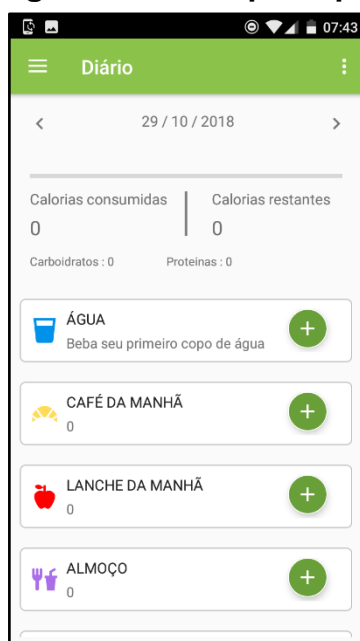 07:43
Diário
29 / 10 / 2018
Calorias consumidas
Calorias restantes
0
0
Carboidratos : 0
Proteinas : 0
ÁGUA
Beba seu primeiro copo de água
CAFÉ DA MANHÃ
0
LANCHE DA MANHÃ
0
ALMOÇO
0